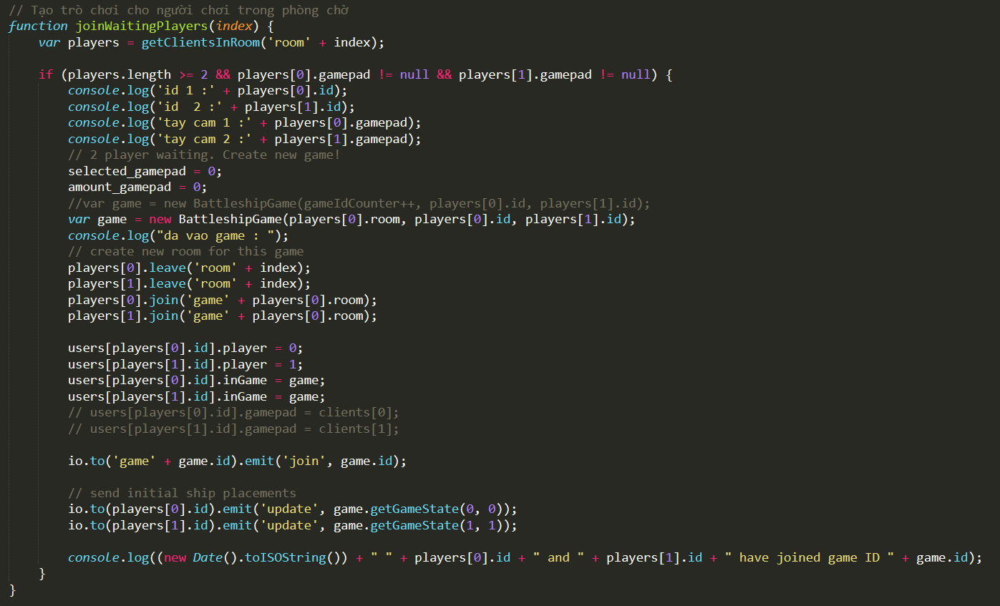 // Tạo trò chơi cho người chơi trong phòng chờ
function joinWaitingPlayers(index) {
    var players = getClientsInRoom('room' + index);

    if (players.length >= 2 && players[0].gamepad != null && players[1].gamepad != null) {
        console.log('id 1 :' + players[0].id);
        console.log('id  2 :' + players[1].id);
        console.log('tay cam 1 :' + players[0].gamepad);
        console.log('tay cam 2 :' + players[1].gamepad);
        // 2 player waiting. Create new game!
        selected_gamepad = 0;
        amount_gamepad = 0;
        //var game = new BattleshipGame(gameIdCounter++, players[0].id, players[1].id);
        var game = new BattleshipGame(players[0].room, players[0].id, players[1].id);
        console.log("da vao game : ");
        // create new room for this game
        players[0].leave('room' + index);
        players[1].leave('room' + index);
        players[0].join('game' + players[0].room);
        players[1].join('game' + players[0].room);

        users[players[0].id].player = 0;
        users[players[1].id].player = 1;
        users[players[0].id].inGame = game;
        users[players[1].id].inGame = game;
        // users[players[0].id].gamepad = clients[0];
        // users[players[1].id].gamepad = clients[1];

        io.to('game' + game.id).emit('join', game.id);

        // send initial ship placements
        io.to(players[0].id).emit('update', game.getGameState(0, 0));
        io.to(players[1].id).emit('update', game.getGameState(1, 1));

        console.log((new Date().toISOString()) + " " + players[0].id + " and " + players[1].id + " have joined game ID " + game.id);
    }
}